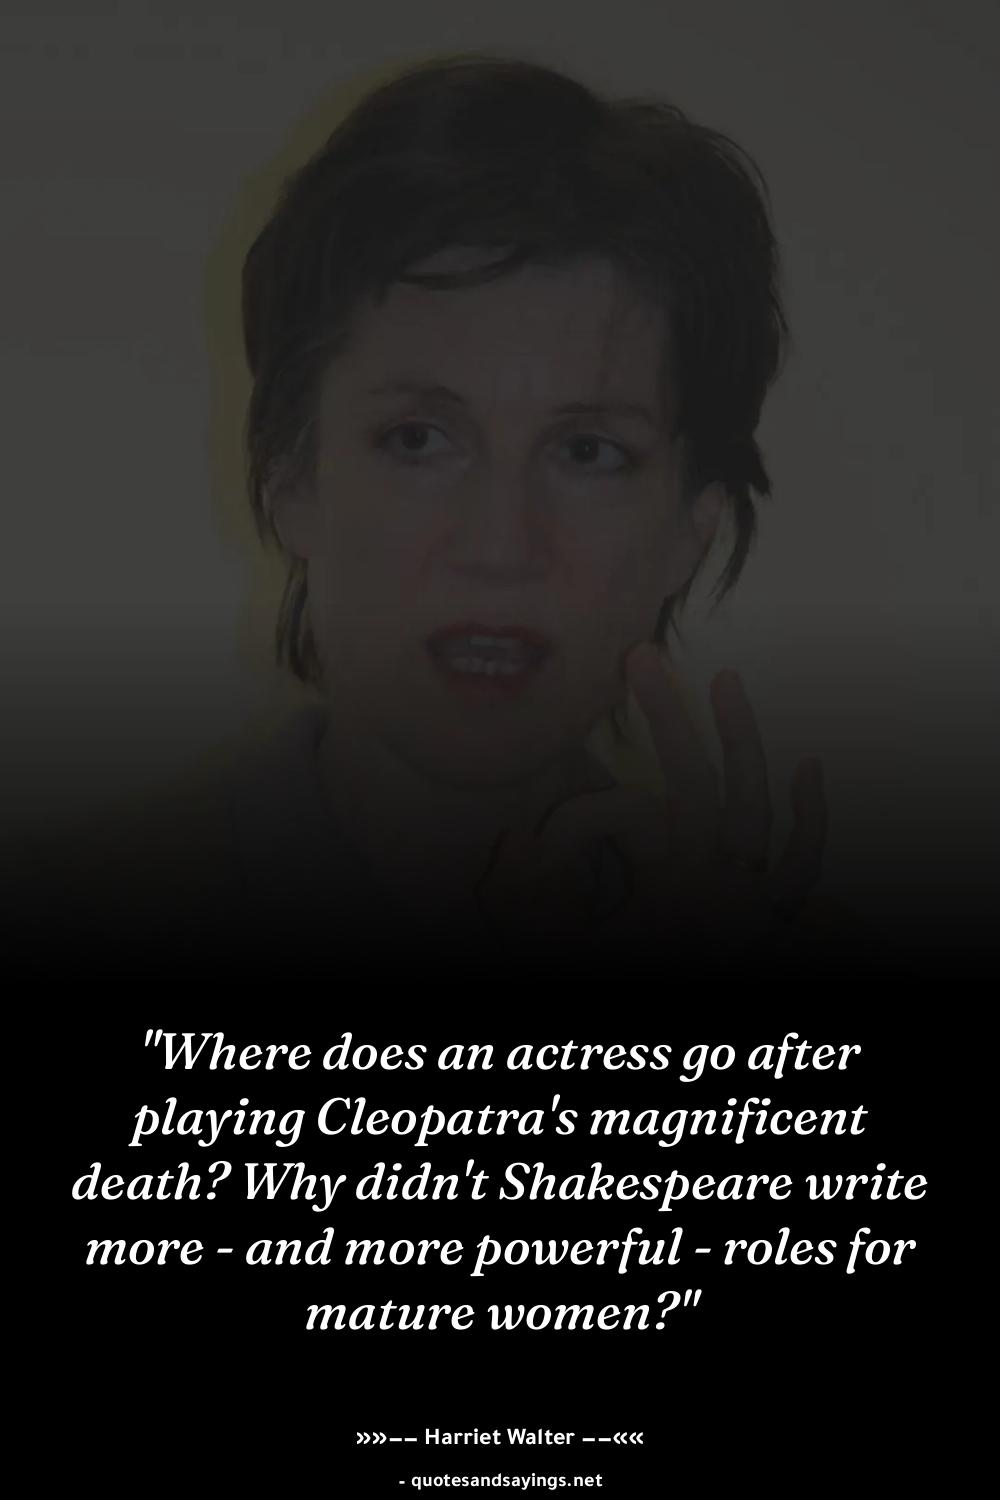 "Where does an actress go after
playing Cleopatra's magnificent
death? Why didn't Shakespeare write
more - and more powerful - roles for
mature women?"
»»−− Harriet Walter −−««
- quotesandsayings.net